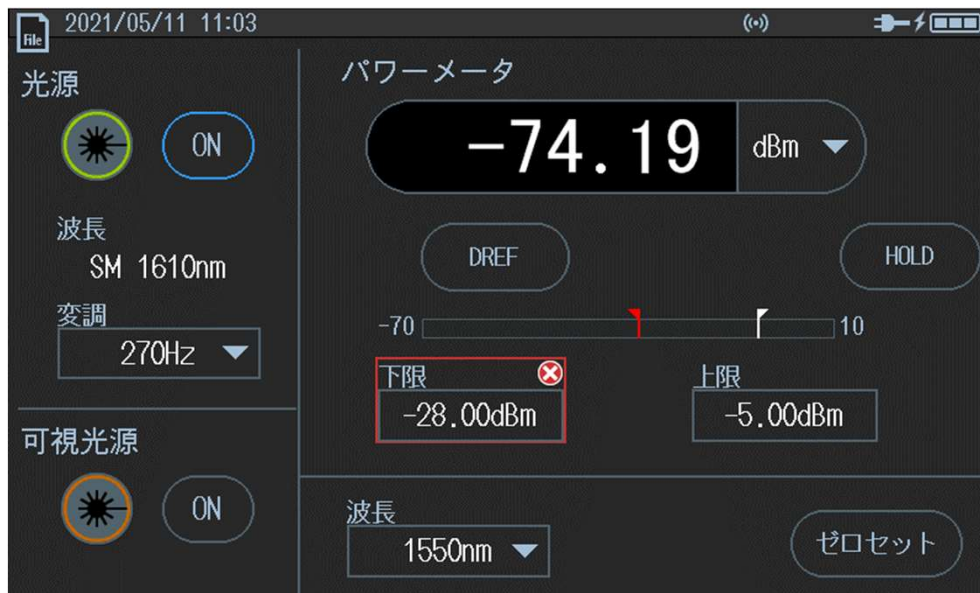 File 2021/05/11 11:03
光源
ON
波長
SM 1610nm
変調
270Hz
可視光源
ON
パワーメータ
-74.19 dBm
DREF
HOLD
-70 10
下限
-28.00dBm
上限
-5.00dBm
波長
1550nm
ゼロセット